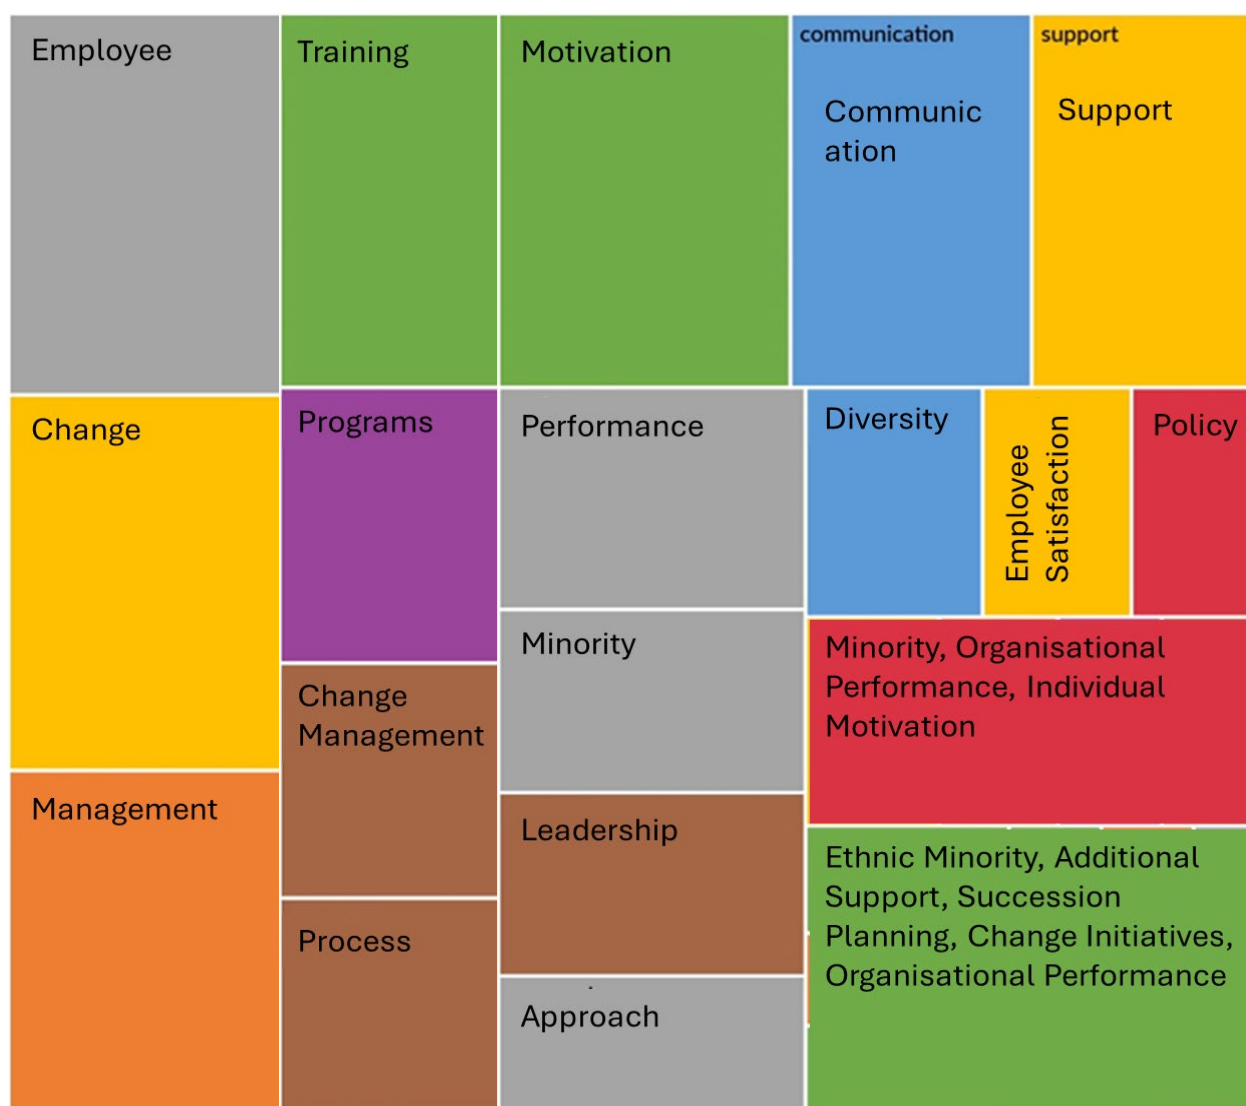 Employee
Training
Motivation
communication
Communic
ation
support
Support
Change
Programs
Performance
Diversity
Employee
Satisfaction
Policy
Minority
Minority, Organisational
Performance, Individual
Motivation
Change
Management
Management
Leadership
Ethnic Minority, Additional
Support, Succession
Planning, Change Initiatives,
Organisational Performance
Process
Approach